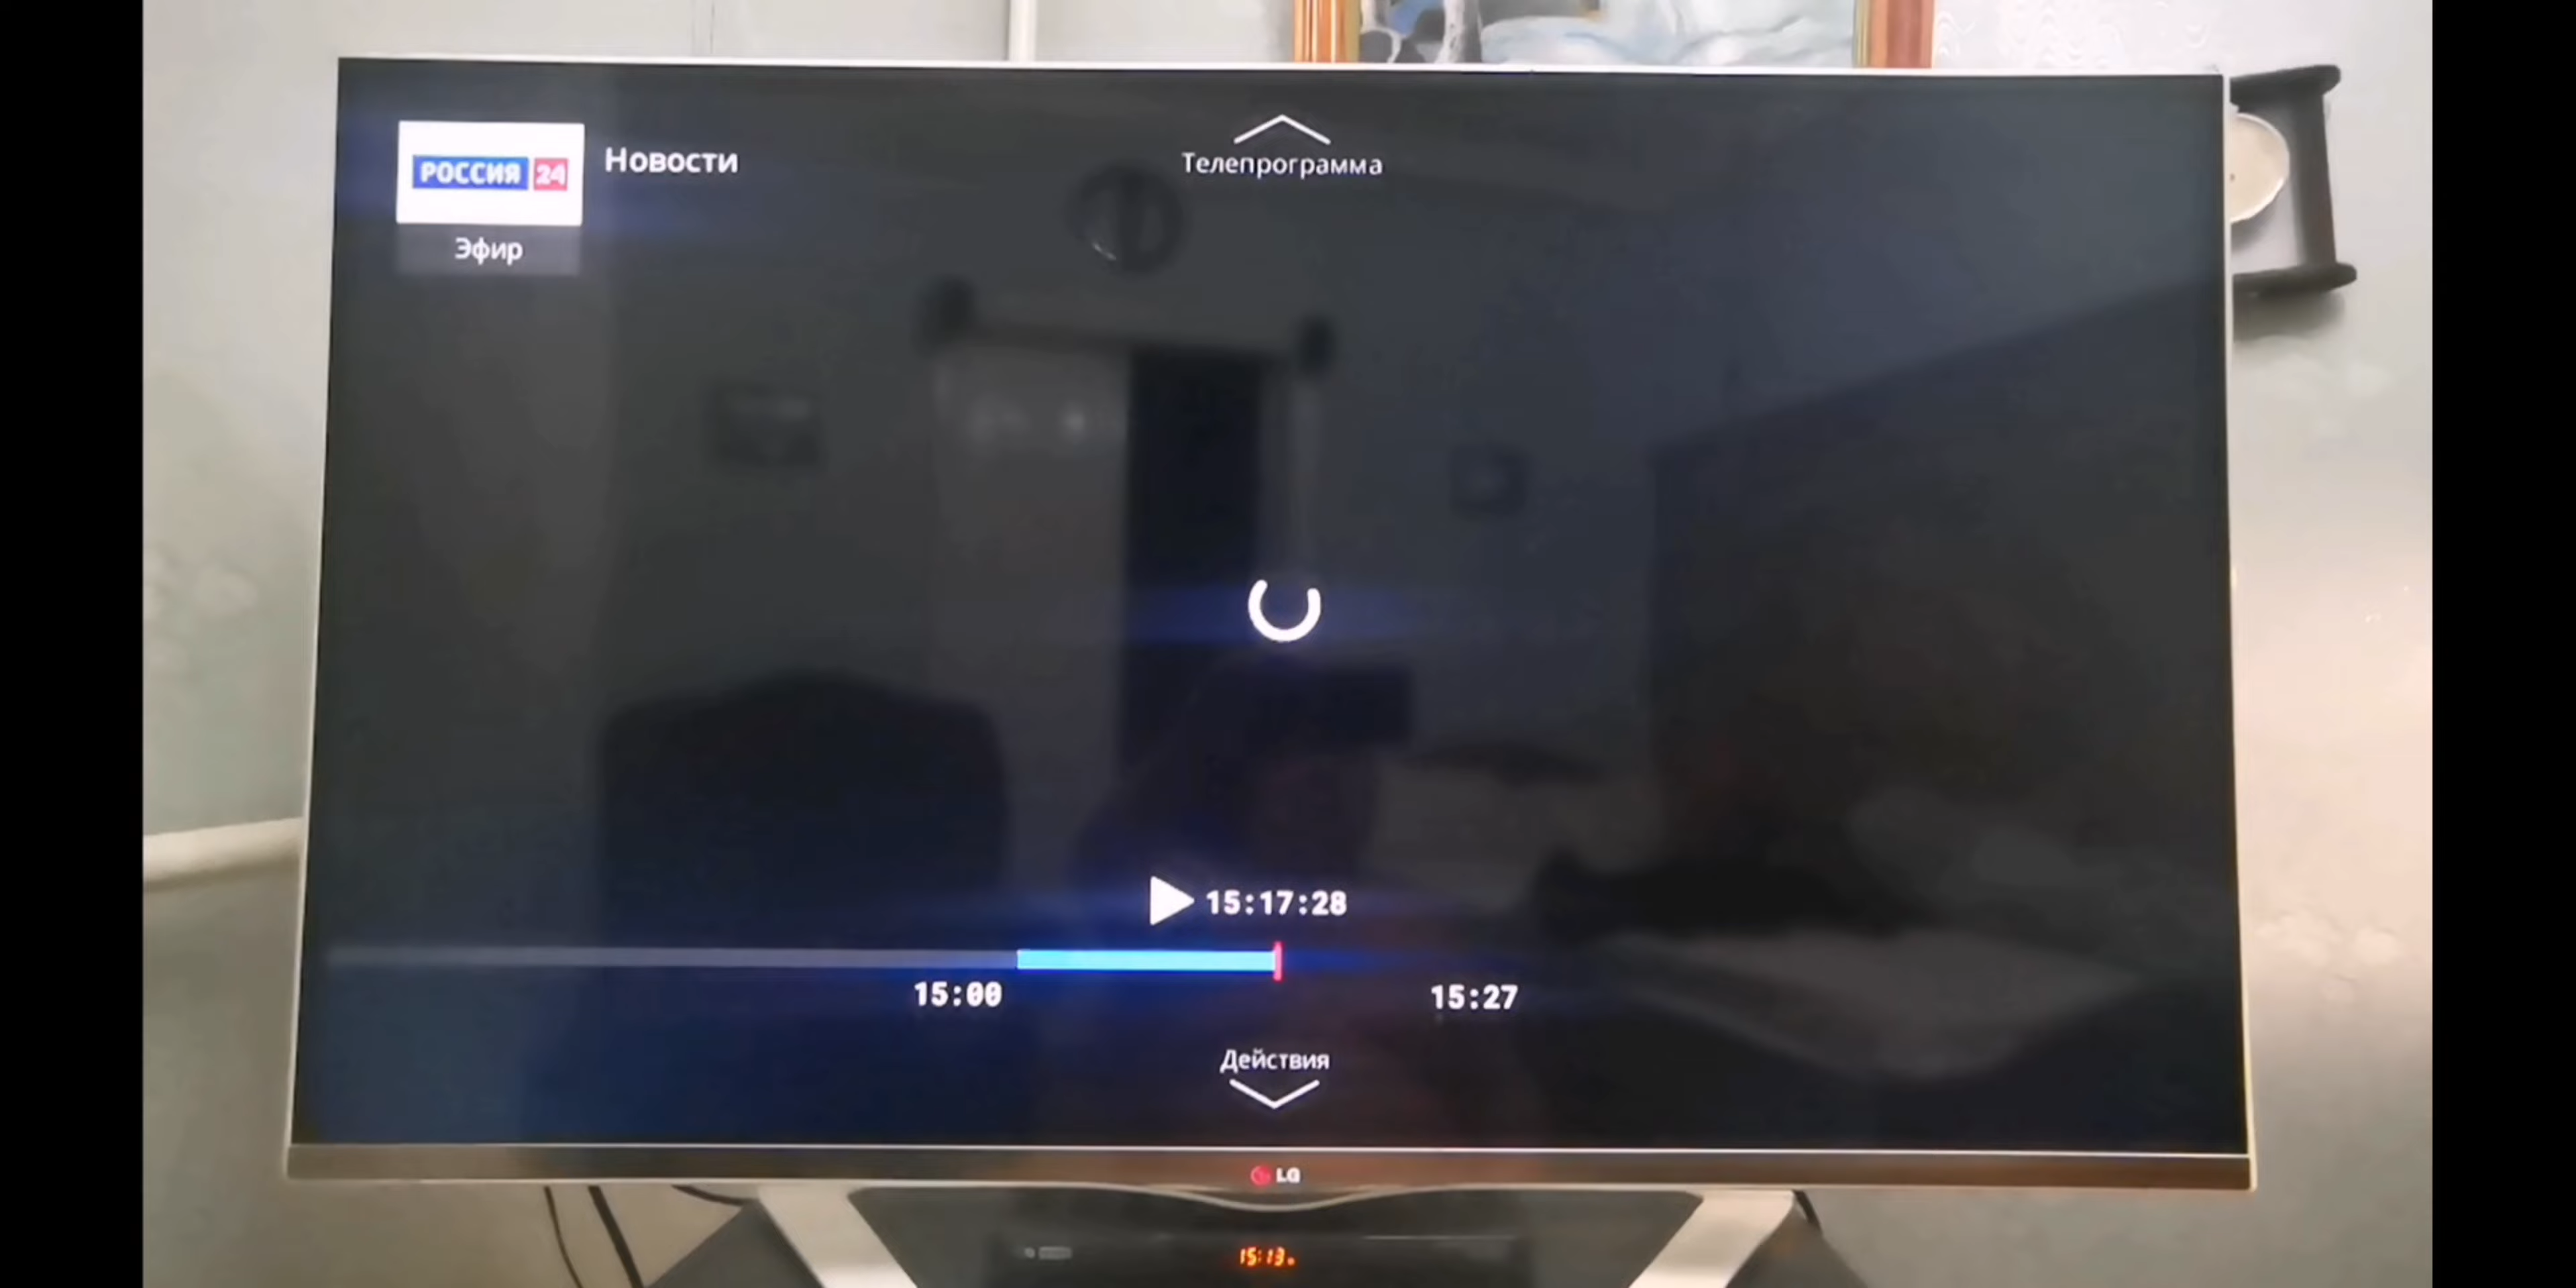 РОССИЯ 24
Новости
Телепрограмма
Эфир
15:17:28
15:00
15:27
Действия
LG
15:13